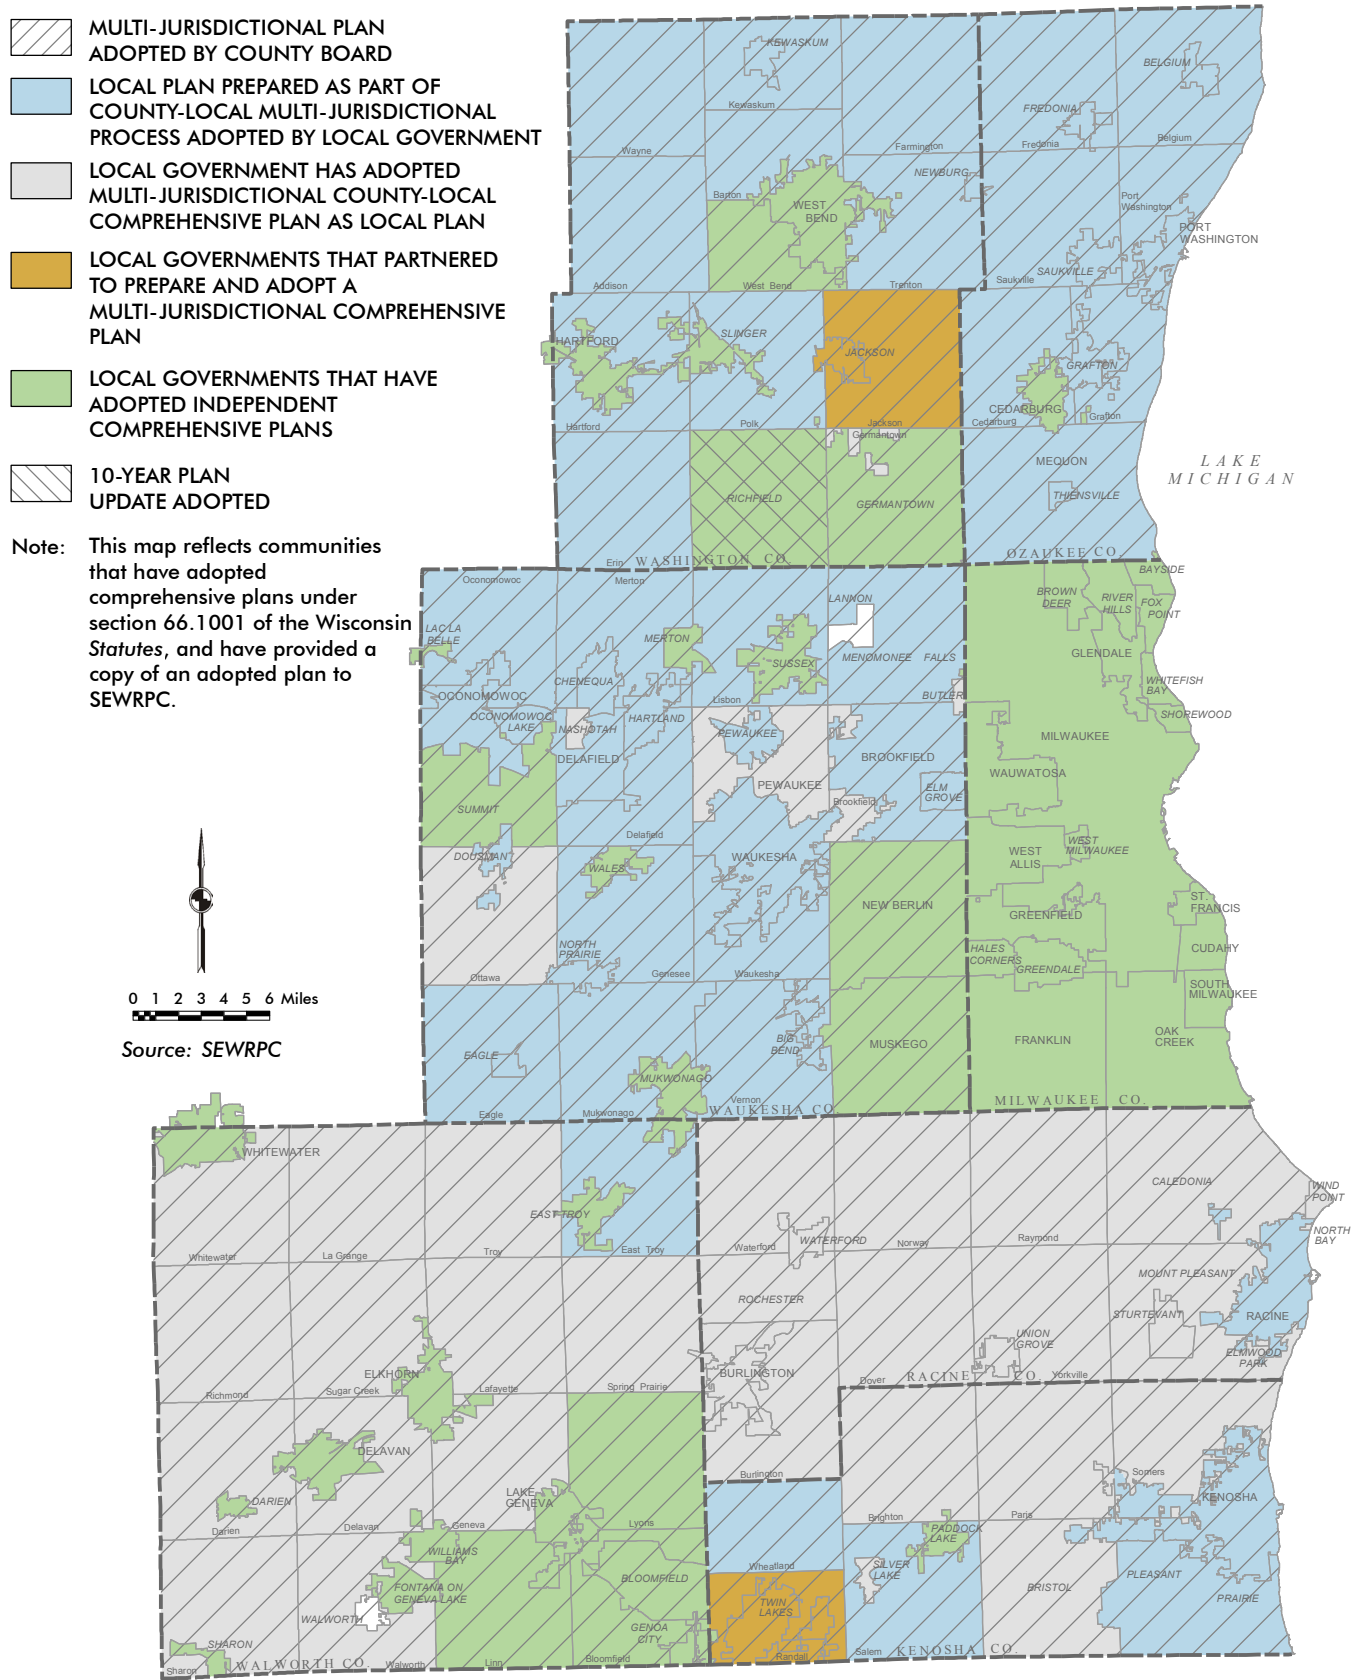 MULTI-JURISDICTIONAL PLAN
ADOPTED BY COUNTY BOARD
LOCAL PLAN PREPARED AS PART OF
COUNTY-LOCAL MULTI-JURISDICTIONAL
PROCESS ADOPTED BY LOCAL GOVERNMENT
LOCAL GOVERNMENT HAS ADOPTED
MULTI-JURISDICTIONAL COUNTY-LOCAL
COMPREHENSIVE PLAN AS LOCAL PLAN
LOCAL GOVERNMENTS THAT PARTNERED
TO PREPARE AND ADOPT A
MULTI-JURISDICTIONAL COMPREHENSIVE
PLAN
LOCAL GOVERNMENTS THAT HAVE
ADOPTED INDEPENDENT
COMPREHENSIVE PLANS
10-YEAR PLAN
UPDATE ADOPTED
Note: This map reflects communities
that have adopted
comprehensive plans under
section 66.1001 of the Wisconsin
Statutes, and have provided a
copy of an adopted plan to
SEWRPC.
0 1 2 3 4 5 6 Miles
Source: SEWRPC
KEWASKUM
Kewaskum
Wayne
Farmington
NEWBURG
Barton
WEST
BEND
Addison
West Bend
Trenton
BELGIUM
FREDONIA
Fredonia
Belgium
Port
Washington
PORT
WASHINGTON
SAUKVILLE
Saukville
HARTFORD
SLINGER
JACKSON
Hartford
Polk
Jackson
Germantown
GRAFTON
CEDARBURG
Cedarburg
Grafton
RICHFIELD
GERMANTOWN
MEQUON
THIENSVILLE
LAKE
MICHIGAN
Erin
WASHINGTON CO.
OZAUKEE CO.
Oconomowoc
Merton
LAC LA
BELLE
MERTON
LANNON
SUSSEX
MENOMONEE FALLS
CHENEQUA
OCONOMOWOC
Lisbon
BUTLER
OCONOMOWOC
LAKE
NASHOTAH
HARTLAND
PEWAUKEE
DELAFIELD
BROOKFIELD
PEWAUKEE
ELM
GROVE
SUMMIT
Brookfield
Delafield
DOUSMAN
WALES
WAUKESHA
NEW BERLIN
NORTH
PRAIRIE
Ottawa
Genesee
Waukesha
EAGLE
BIG
BEND
MUSKEGO
MUKWONAGO
Eagle
Mukwonago
Vernon
WAUKESHA CO.
BAYSIDE
BROWN
DEER
RIVER
HILLS
FOX
POINT
GLENDALE
WHITEFISH
BAY
SHOREWOOD
MILWAUKEE
WAUWATOSA
WEST
ALLIS
WEST
MILWAUKEE
ST.
FRANCIS
GREENFIELD
HALES
CORNERS
GREENDALE
CUDAHY
SOUTH
MILWAUKEE
FRANKLIN
OAK
CREEK
MILWAUKEE CO.
WHITEWATER
EAST TROY
Whitewater
La Grange
Troy
East Troy
ELKHORN
Richmond
Sugar Creek
Lafayette
Spring Prairie
DELAVAN
LAKE
GENEVA
DARIEN
Darien
Delavan
Geneva
Lyons
WILLIAMS
BAY
BLOOMFIELD
FONTANA ON
GENEVA LAKE
WALWORTH
GENOA
CITY
SHARON
Sharon
WALWORTH CO.
Walworth
Linn
Bloomfield
CALEDONIA
WIND
POINT
NORTH
BAY
WATERFORD
Waterford
Norway
Raymond
MOUNT PLEASANT
ROCHESTER
STURTEVANT
RACINE
UNION
GROVE
ELMWOOD
PARK
BURLINGTON
Dover
RACINE CO.
Yorkville
Burlington
Somers
KENOSHA
Brighton
Paris
PADDOCK
LAKE
Wheatland
SILVER
LAKE
TWIN
LAKES
BRISTOL
PLEASANT
PRAIRIE
Randall
Salem
KENOSHA CO.